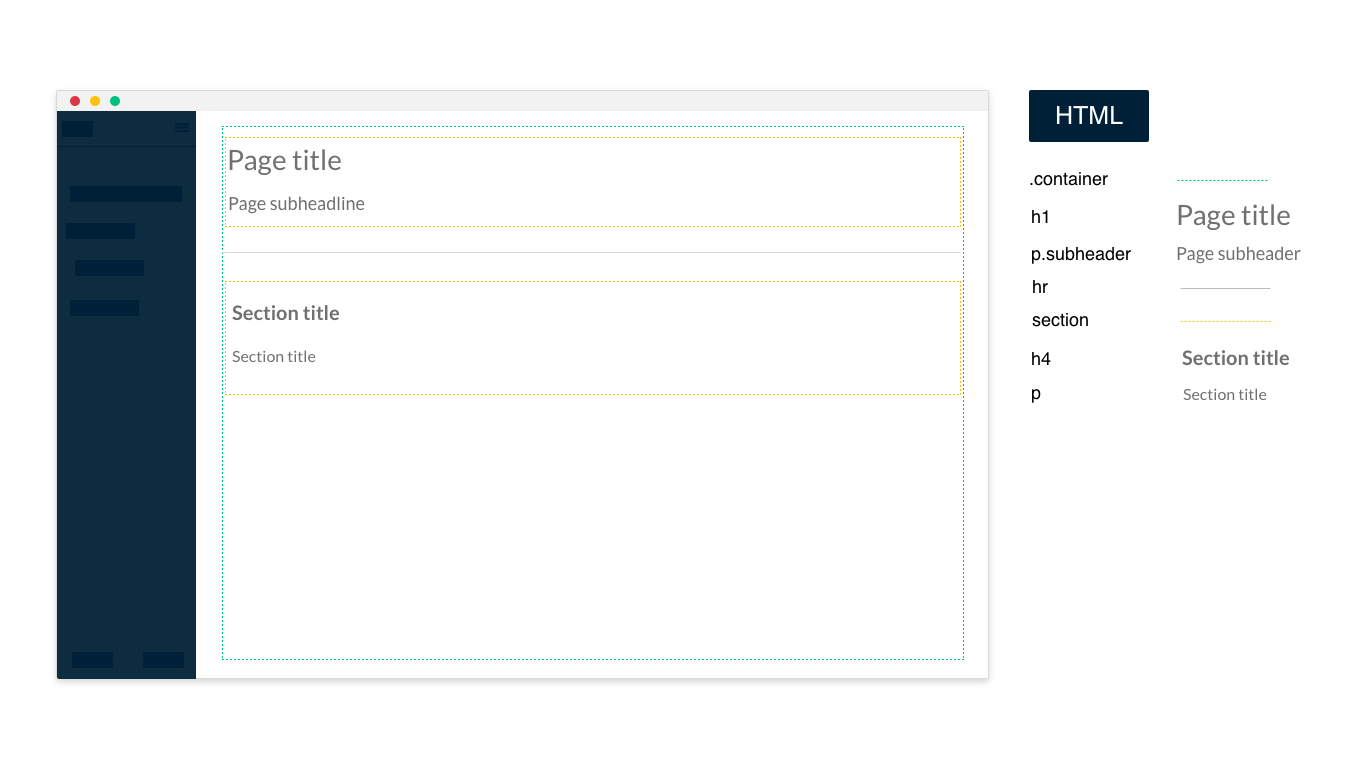 Page title
Page subheadline
Section title
Section title
HTML
.container
h1 Page title
p.subheader Page subheader
hr
section
h4 Section title
p Section title